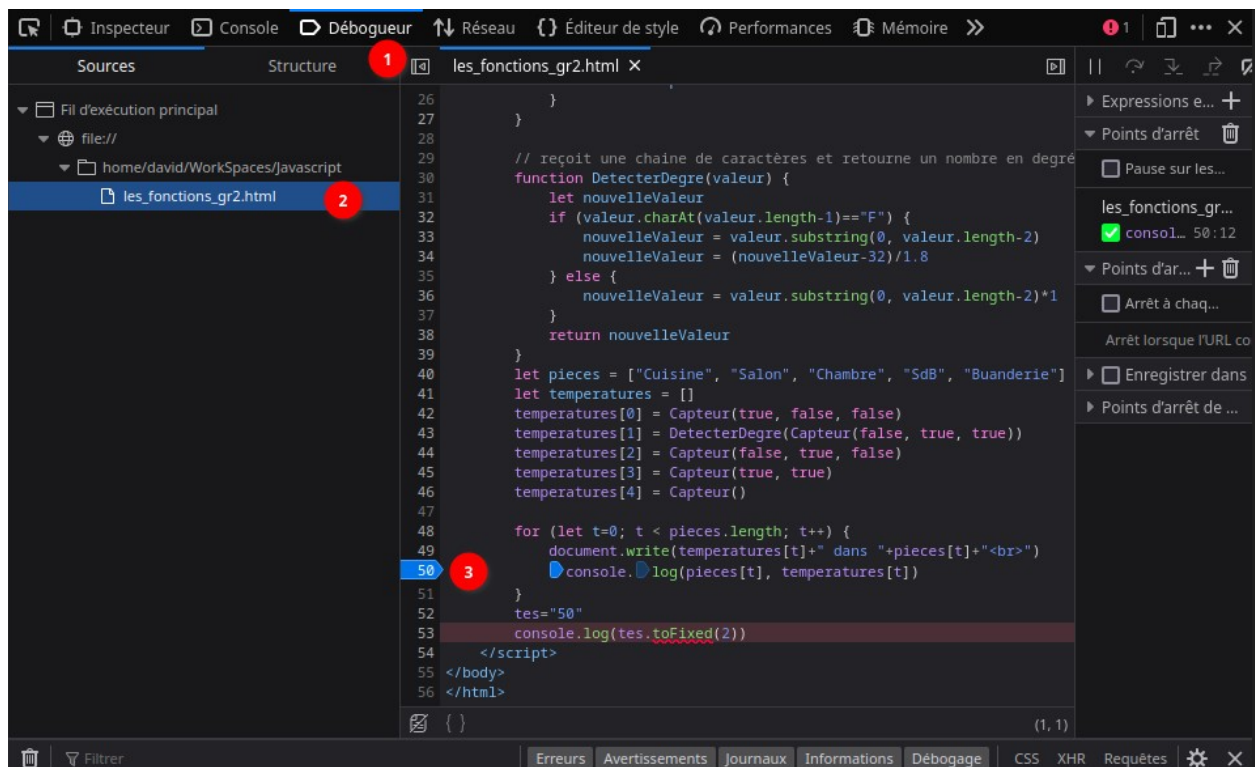 Inspecteur Console Débogueur Réseau {} Éditeur de style Performances Mémoire 1
Sources Structure 1 les_fonctions_gr2.html
Fil d'exécution principal
file://
home/david/WorkSpaces/Javascript
les_fonctions_gr2.html 2
26 }
27 }
28
29 // reçoit une chaine de caractères et retourne un nombre en degré
30 function DetecterDegre(valeur) {
31 let nouvelleValeur
32 if (valeur.charAt(valeur.length-1)=="F") {
33 nouvelleValeur = valeur.substring(0, valeur.length-2)
34 nouvelleValeur = (nouvelleValeur-32)/1.8
35 } else {
36 nouvelleValeur = valeur.substring(0, valeur.length-2)*1
37 }
38 return nouvelleValeur
39 }
40 let pieces = ["Cuisine", "Salon", "Chambre", "SdB", "Buanderie"]
41 let temperatures = []
42 temperatures[0] = Capteur(true, false, false)
43 temperatures[1] = DetecterDegre(Capteur(false, true, true))
44 temperatures[2] = Capteur(false, true, false)
45 temperatures[3] = Capteur(true, true)
46 temperatures[4] = Capteur()
47
48 for (let t=0; t < pieces.length; t++) {
49 document.write(temperatures[t]+" dans "+pieces[t]+"<br>")
50 3 console.log(pieces[t], temperatures[t])
51 }
52 tes="50"
53 console.log(tes.toFixed(2))
54 </script>
55 </body>
56 </html>
{ } (1, 1)
Expressions e...
Points d'arrêt
Pause sur les...
les_fonctions_gr...
consol… 50:12
Points d'ar...
Arrêt à chaq...
Arrêt lorsque l'URL co
Enregistrer dans
Points d'arrêt de ...
Filtrer Erreurs Avertissements Journaux Informations Débogage CSS XHR Requêtes